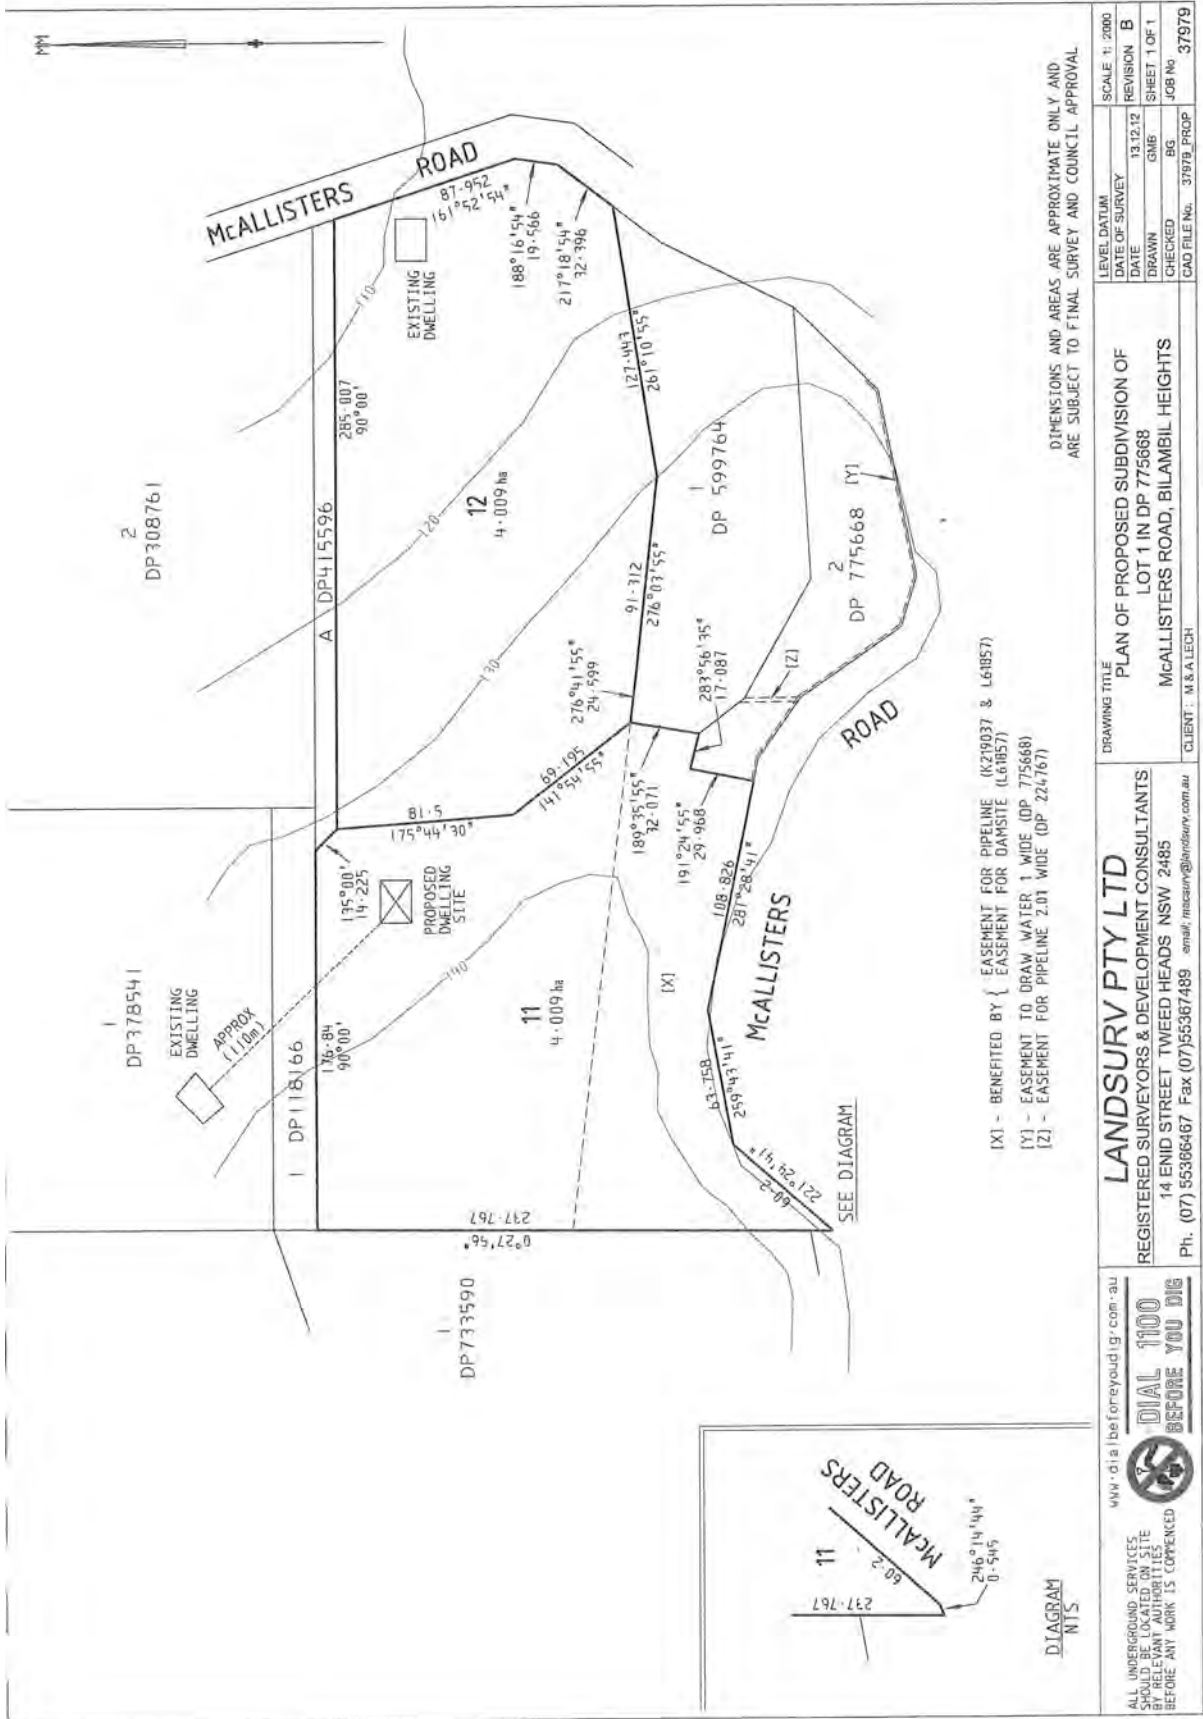 MM
2
DP308761
McALLISTERS
ROAD
1
DP378541
EXISTING
DWELLING
APPROX
(110m)
1 DP118166
176·84
90°00'
A DP415596
285·007
90°00'
87·952
161°52'54"
EXISTING
DWELLING
188°16'54"
19·566
217°18'54"
32·396
110
120
130
140
12
4·009 ha
135°00'
14·225
PROPOSED
DWELLING
SITE
81·5
175°44'30"
69·195
141°54'55"
276°41'55"
24·599
91·312
276°03'55"
127·443
261°10'55"
1
DP 599764
11
4·009 ha
[X]
189°35'55"
32·071
283°56'35"
17·087
191°24'55"
29·968
2
DP 775668
[Y]
[Z]
108·826
281°28'41"
McALLISTERS
ROAD
63·758
259°43'41"
60·2
221°24'41"
237·767
0°27'56"
1
DP733590
SEE DIAGRAM
[X] - BENEFITED BY { EASEMENT FOR PIPELINE (K219037 & L61857)
EASEMENT FOR DAMSITE (L61857)
[Y] - EASEMENT TO DRAW WATER 1 WIDE (DP 775668)
[Z] - EASEMENT FOR PIPELINE 2.01 WIDE (DP 224767)
DIMENSIONS AND AREAS ARE APPROXIMATE ONLY AND
ARE SUBJECT TO FINAL SURVEY AND COUNCIL APPROVAL
11
237·767
60·2
McALLISTERS
ROAD
246°14'44"
0·545
DIAGRAM
NTS
ALL UNDERGROUND SERVICES
SHOULD BE LOCATED ON SITE
BY RELEVANT AUTHORITIES
BEFORE ANY WORK IS COMMENCED
www·dialbeforeyoudig·com·au
DIAL 1100
BEFORE YOU DIG
LANDSURV PTY LTD
REGISTERED SURVEYORS & DEVELOPMENT CONSULTANTS
14 ENID STREET TWEED HEADS NSW 2485
Ph. (07) 55366467 Fax (07)55367489 email: macsurv@landsurv.com.au
DRAWING TITLE
PLAN OF PROPOSED SUBDIVISION OF
LOT 1 IN DP 775668
McALLISTERS ROAD, BILAMBIL HEIGHTS
CLIENT : M & A LECH
LEVEL DATUM
DATE OF SURVEY
DATE 13.12.12
DRAWN GMB
CHECKED BG
CAD FILE No. 37979_PROP
SCALE 1: 2000
REVISION B
SHEET 1 OF 1
JOB No
37979